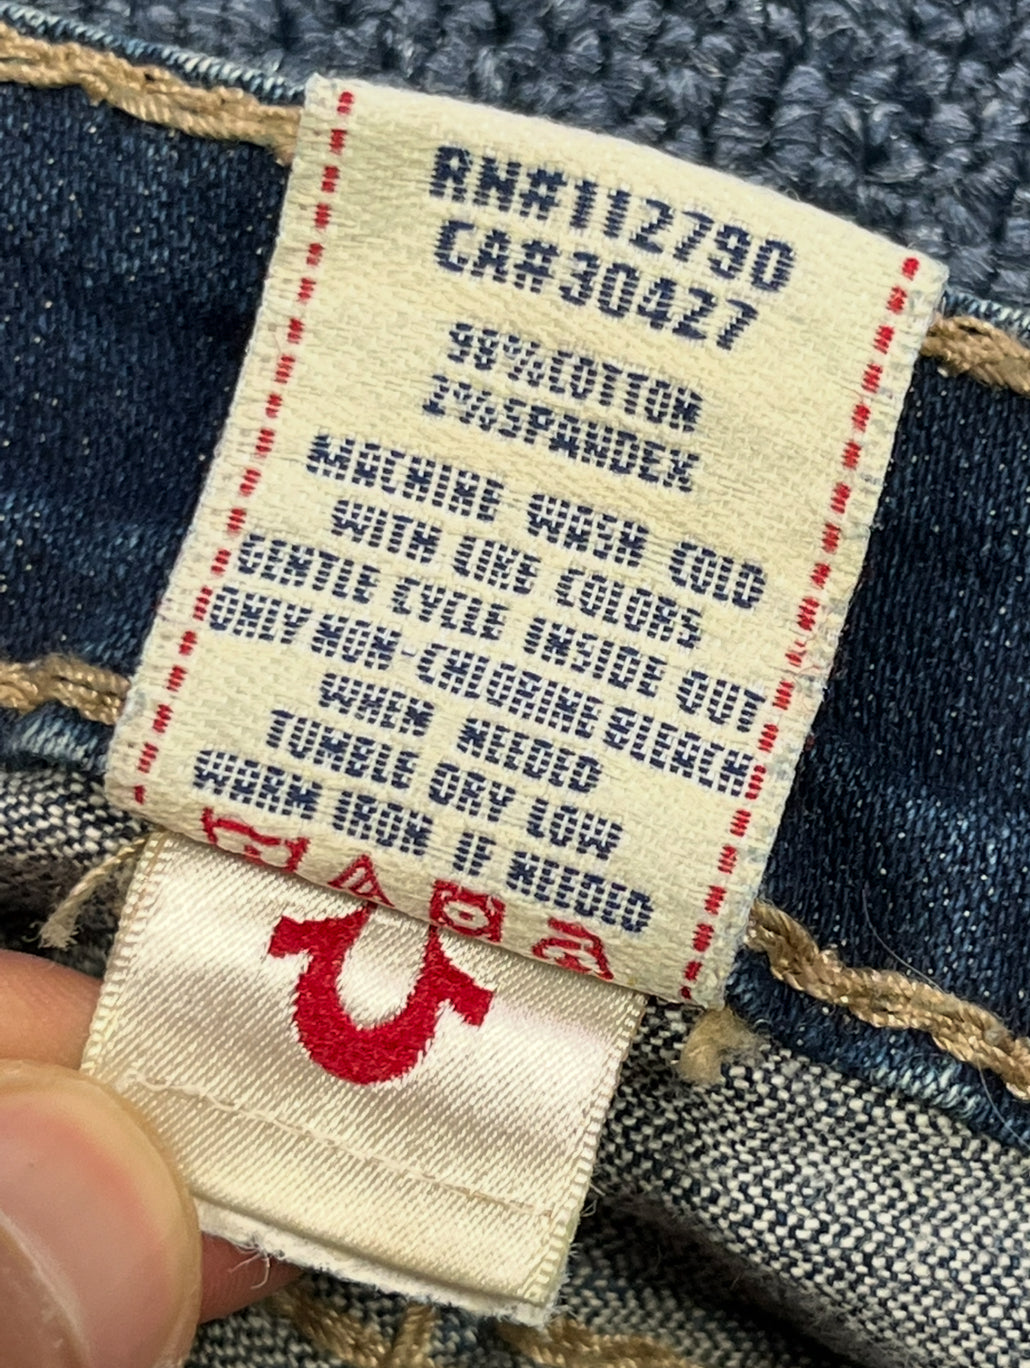 RN#112790
CA#30427
98%COTTON
2%SPANDEX
MACHINE WASH COLD
WITH LIKE COLORS
GENTLE CYCLE INSIDE OUT
ONLY NON-CHLORINE BLEACH
WHEN NEEDED
TUMBLE DRY LOW
WARM IRON IF NEEDED